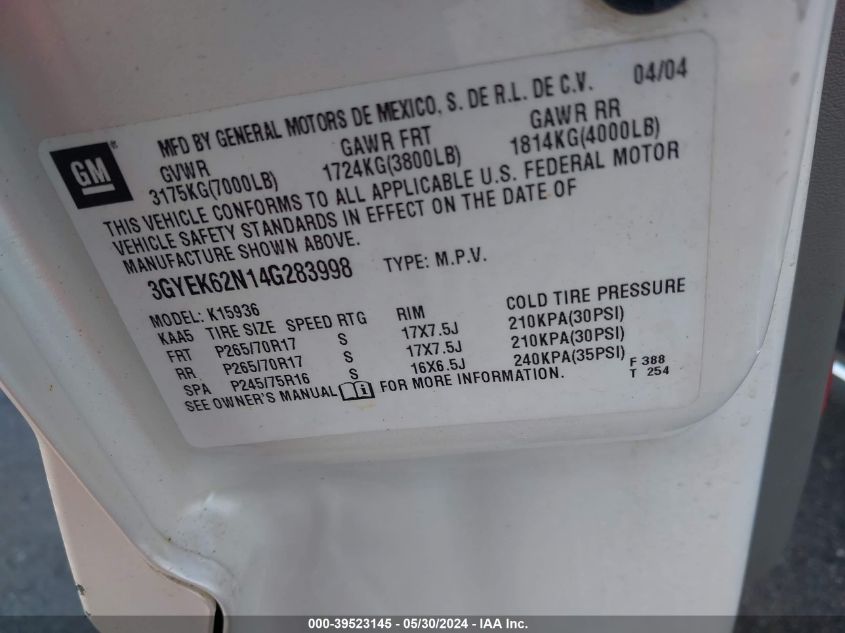 GM®
MFD BY GENERAL MOTORS DE MEXICO, S. DE R.L. DE C.V. 04/04
GVWR GAWR FRT GAWR RR
3175KG(7000LB) 1724KG(3800LB) 1814KG(4000LB)
THIS VEHICLE CONFORMS TO ALL APPLICABLE U.S. FEDERAL MOTOR
VEHICLE SAFETY STANDARDS IN EFFECT ON THE DATE OF
MANUFACTURE SHOWN ABOVE.
3GYEK62N14G283998 TYPE: M.P.V.
MODEL: K15936
KAA5 TIRE SIZE SPEED RTG RIM COLD TIRE PRESSURE
FRT P265/70R17 S 17X7.5J 210KPA(30PSI)
RR P265/70R17 S 17X7.5J 210KPA(30PSI)
SPA P245/75R16 S 16X6.5J 240KPA(35PSI)
SEE OWNER'S MANUAL i FOR MORE INFORMATION.
F 388
T 254
000-39523145 - 05/30/2024 - IAA Inc.